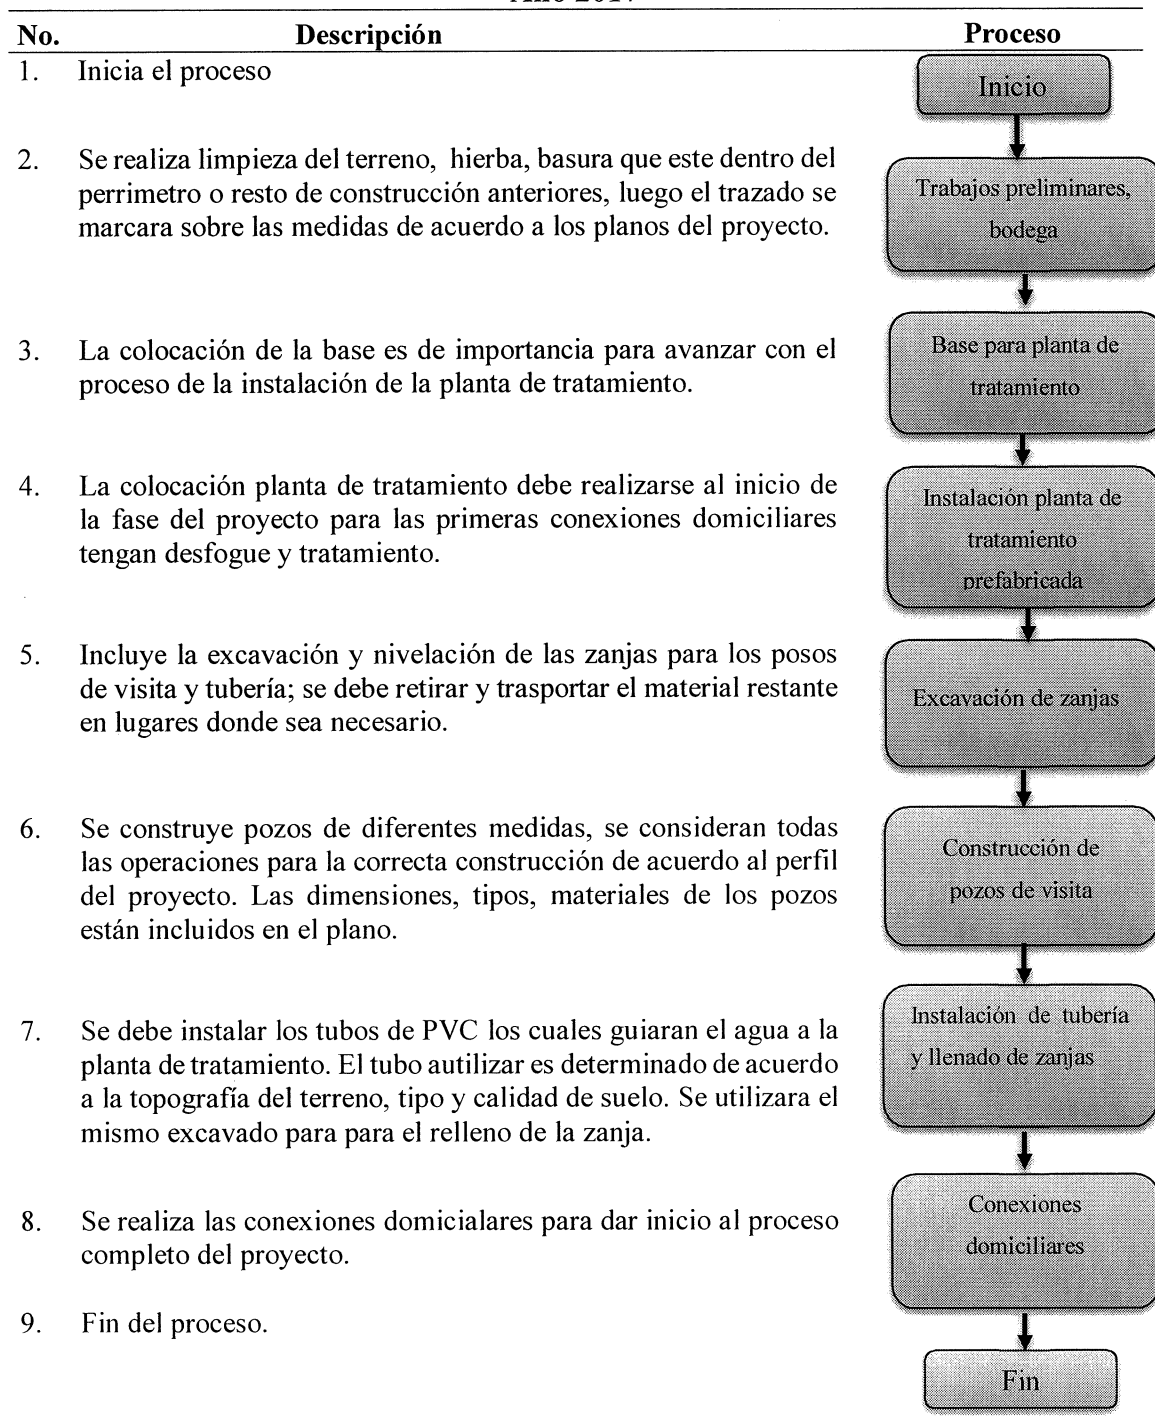 No. Descripción Proceso
1. Inicia el proceso
Inicio
2. Se realiza limpieza del terreno, hierba, basura que este dentro del
perrimetro o resto de construcción anteriores, luego el trazado se
marcara sobre las medidas de acuerdo a los planos del proyecto.
Trabajos preliminares,
bodega
3. La colocación de la base es de importancia para avanzar con el
proceso de la instalación de la planta de tratamiento.
Base para planta de
tratamiento
4. La colocación planta de tratamiento debe realizarse al inicio de
la fase del proyecto para las primeras conexiones domiciliares
tengan desfogue y tratamiento.
Instalación planta de
tratamiento
prefabricada
5. Incluye la excavación y nivelación de las zanjas para los posos
de visita y tubería; se debe retirar y trasportar el material restante
en lugares donde sea necesario.
Excavación de zanjas
6. Se construye pozos de diferentes medidas, se consideran todas
las operaciones para la correcta construcción de acuerdo al perfil
del proyecto. Las dimensiones, tipos, materiales de los pozos
están incluidos en el plano.
Construcción de
pozos de visita
7. Se debe instalar los tubos de PVC los cuales guiaran el agua a la
planta de tratamiento. El tubo autilizar es determinado de acuerdo
a la topografía del terreno, tipo y calidad de suelo. Se utilizara el
mismo excavado para para el relleno de la zanja.
Instalación de tubería
y llenado de zanjas
8. Se realiza las conexiones domicialares para dar inicio al proceso
completo del proyecto.
Conexiones
domiciliares
9. Fin del proceso.
Fin